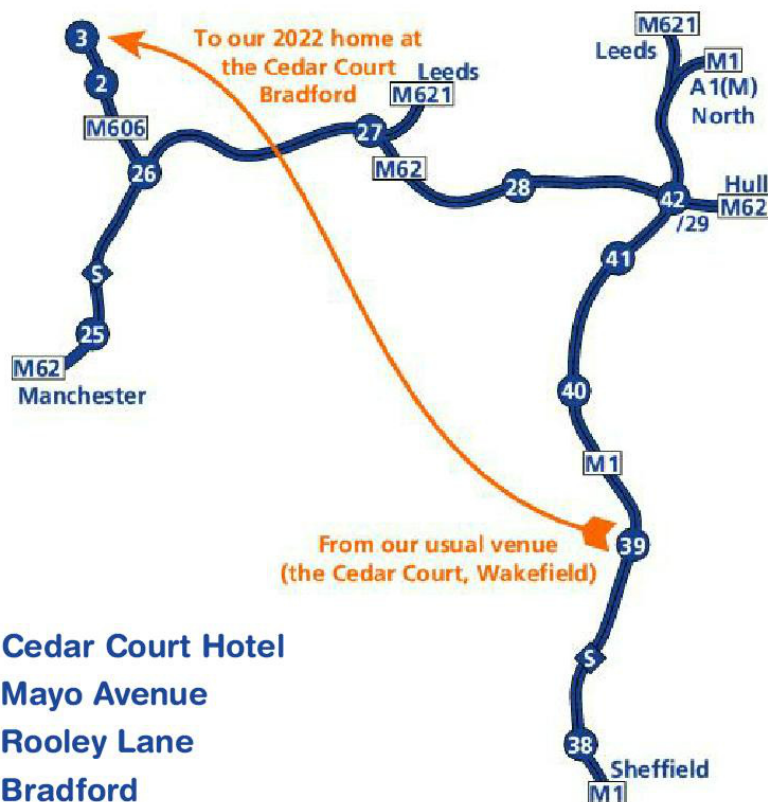 3
To our 2022 home at
the Cedar Court
Bradford
M621
Leeds
M1
A1(M)
North
2
Leeds
M621
M606
27
26
M62
28
42
/29
Hull
M62
41
S
25
M62
Manchester
40
M1
From our usual venue
(the Cedar Court, Wakefield)
39
S
38
Sheffield
M1
Cedar Court Hotel
Mayo Avenue
Rooley Lane
Bradford